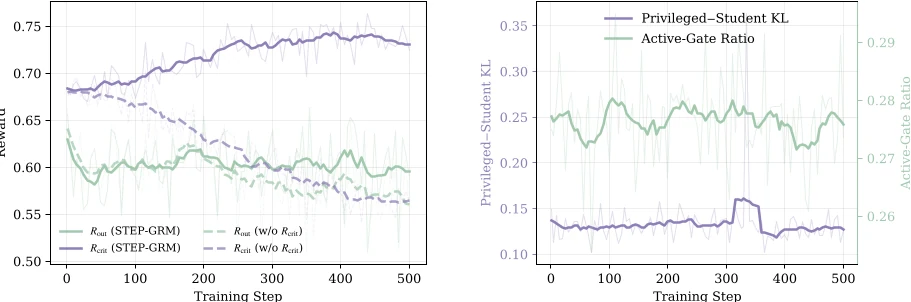 0.75
0.70
0.65
0.60
0.55
0.50
Reward
R_out (STEP-GRM)
R_crit (STEP-GRM)
R_out (w/o R_crit)
R_crit (w/o R_crit)
0 100 200 300 400 500
Training Step
Privileged−Student KL
Active-Gate Ratio
0.35
0.30
0.25
0.20
0.15
0.10
Privileged−Student KL
0.29
0.28
0.27
0.26
Active-Gate Ratio
0 100 200 300 400 500
Training Step